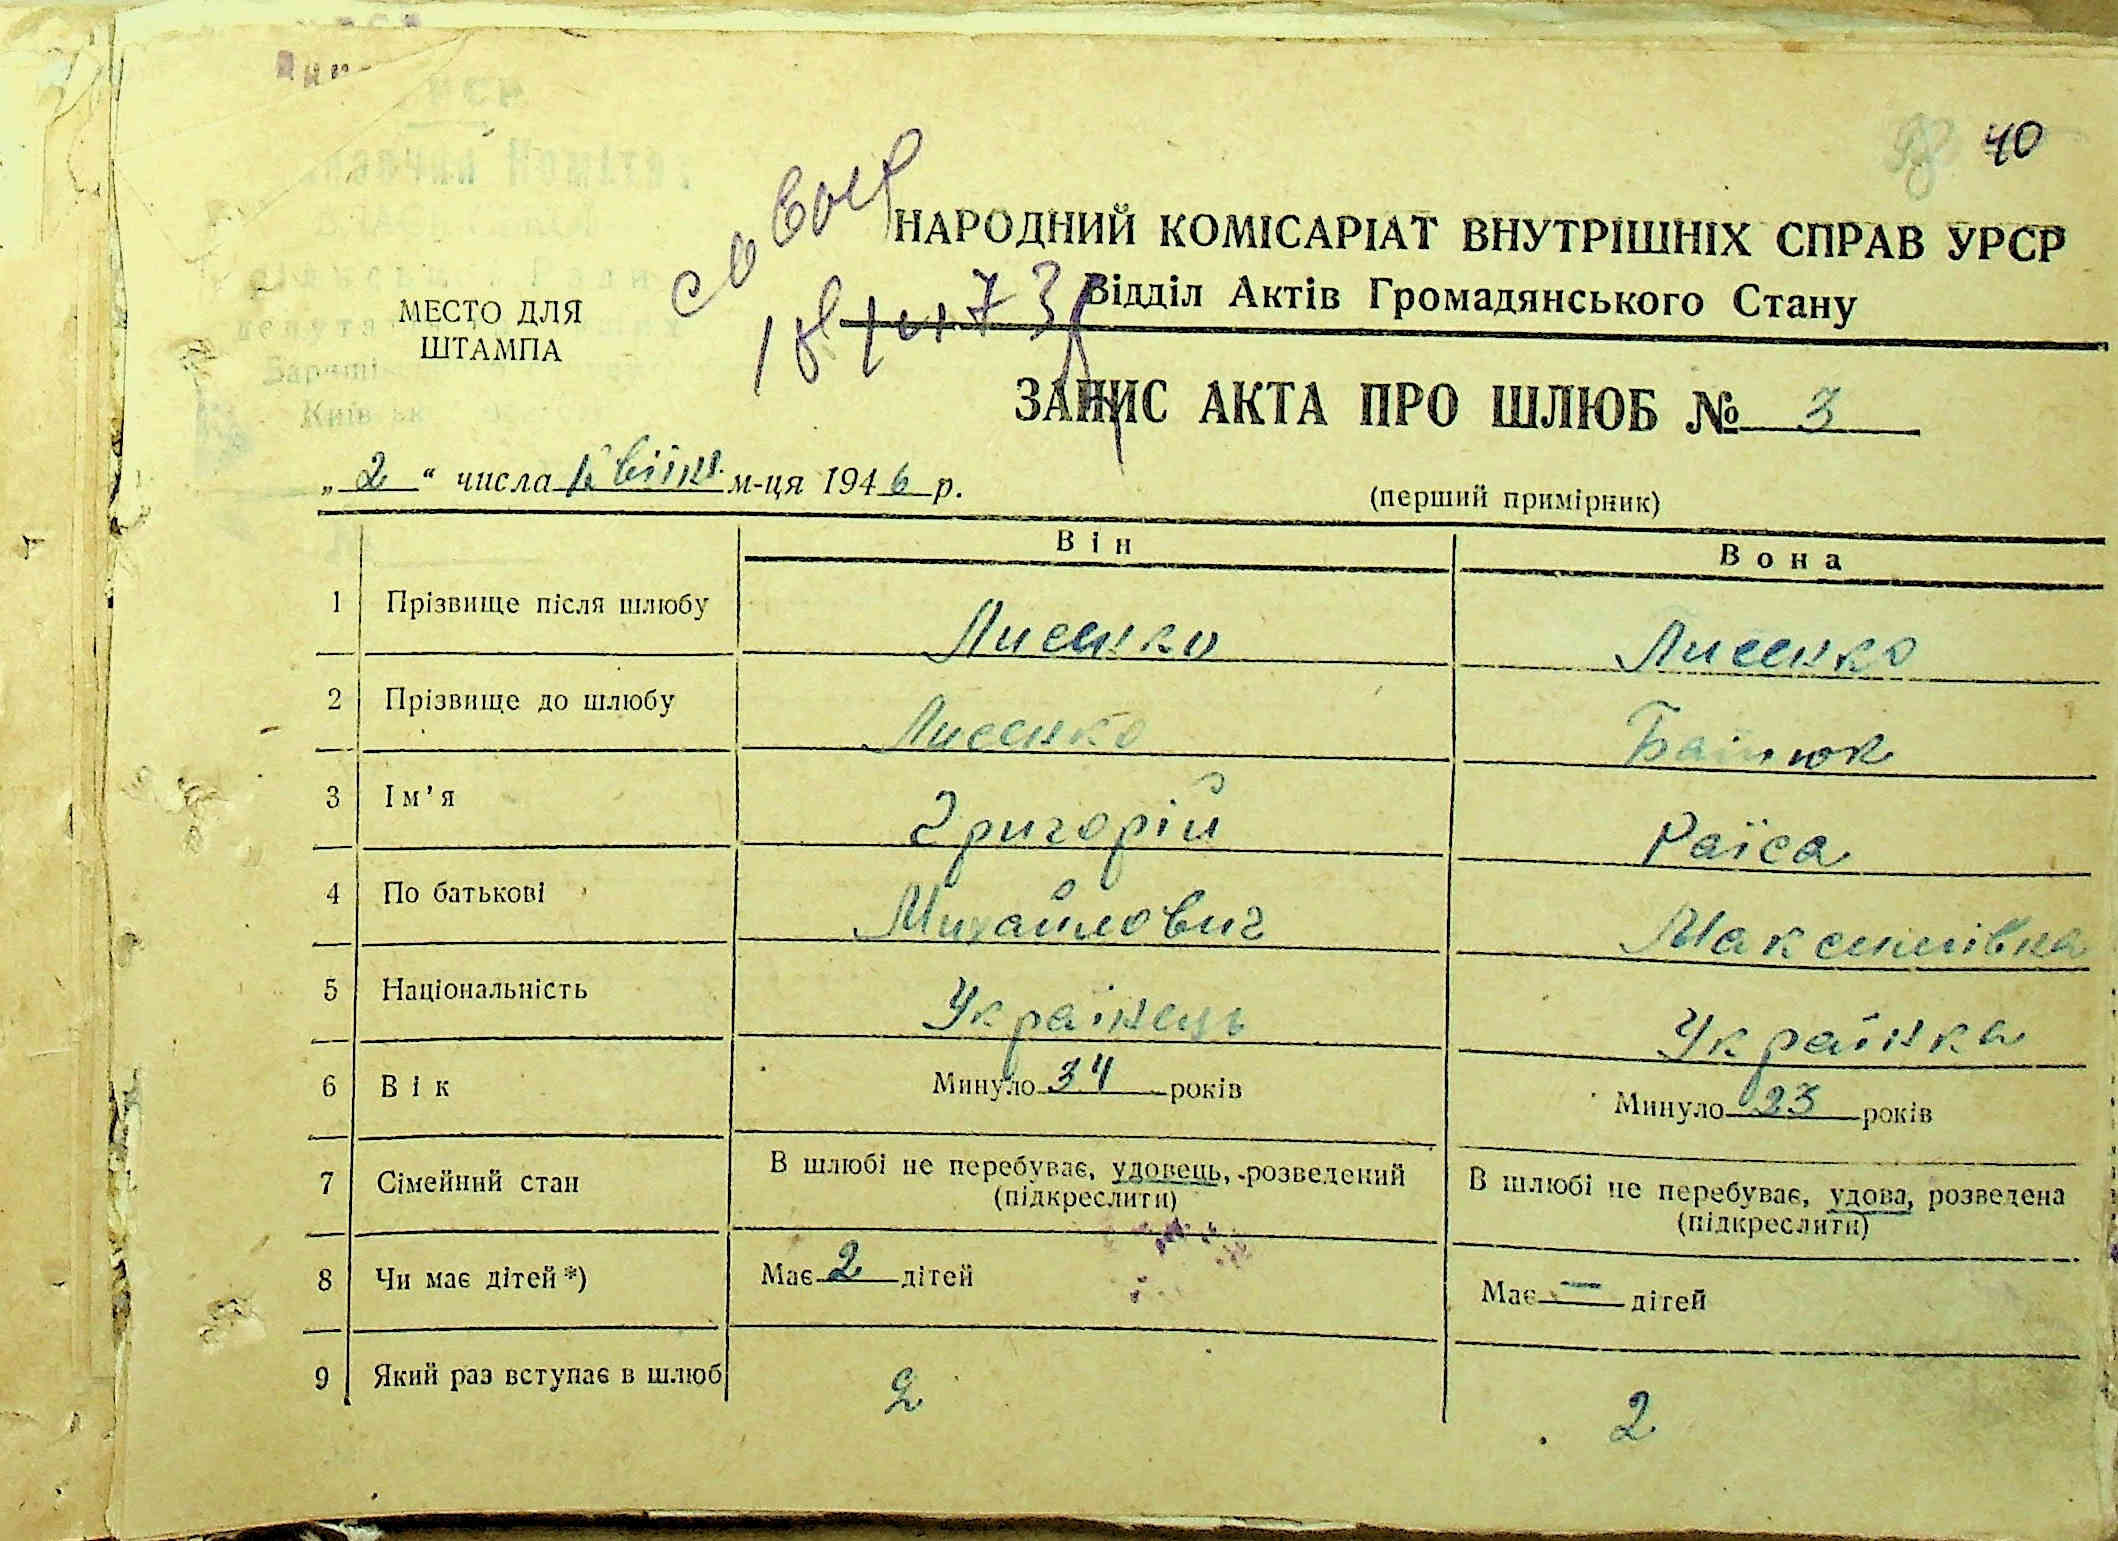 40
НАРОДНИЙ КОМІСАРІАТ ВНУТРІШНІХ СПРАВ УРСР
Відділ Актів Громадянського Стану
МЕСТО ДЛЯ
ШТАМПА
ЗАПИС АКТА ПРО ШЛЮБ № 3
„2“ числа квітн. м-ця 1946 р.
(перший примірник)
Він Вона
1 Прізвище після шлюбу Лисенко Лисенко
2 Прізвище до шлюбу Лисенко
3 Ім'я Григорій Раїса
4 По батькові Михайлович Максимівна
5 Національність Українець Українка
6 Вік Минуло 34 років Минуло 23 років
7 Сімейний стан В шлюбі не перебуває, удовець, розведений (підкреслити) В шлюбі не перебуває, удова, розведена (підкреслити)
8 Чи має дітей*) Має 2 дітей Має — дітей
9 Який раз вступає в шлюб 2 2